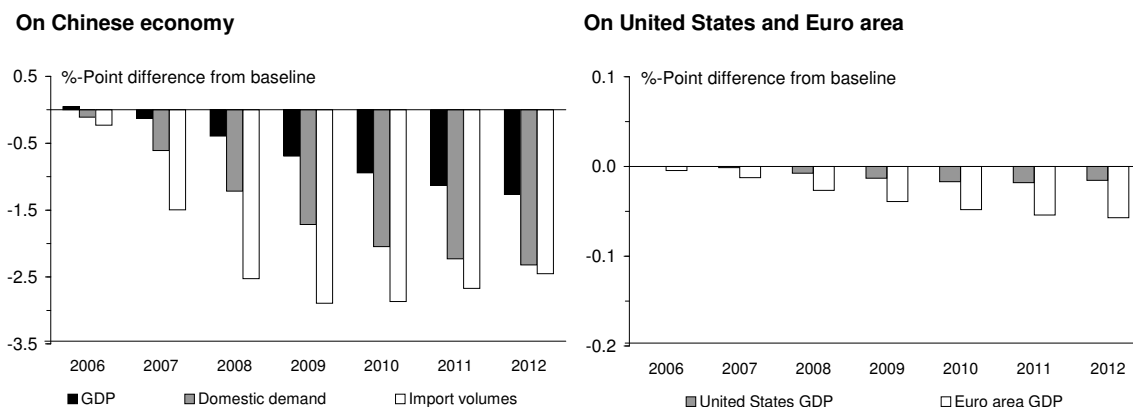 On Chinese economy
%-Point difference from baseline
0.5
-0.5
-1.5
-2.5
-3.5
2006 2007 2008 2009 2010 2011 2012
GDP Domestic demand Import volumes
On United States and Euro area
%-Point difference from baseline
0.1
0.0
-0.1
-0.2
2006 2007 2008 2009 2010 2011 2012
United States GDP Euro area GDP